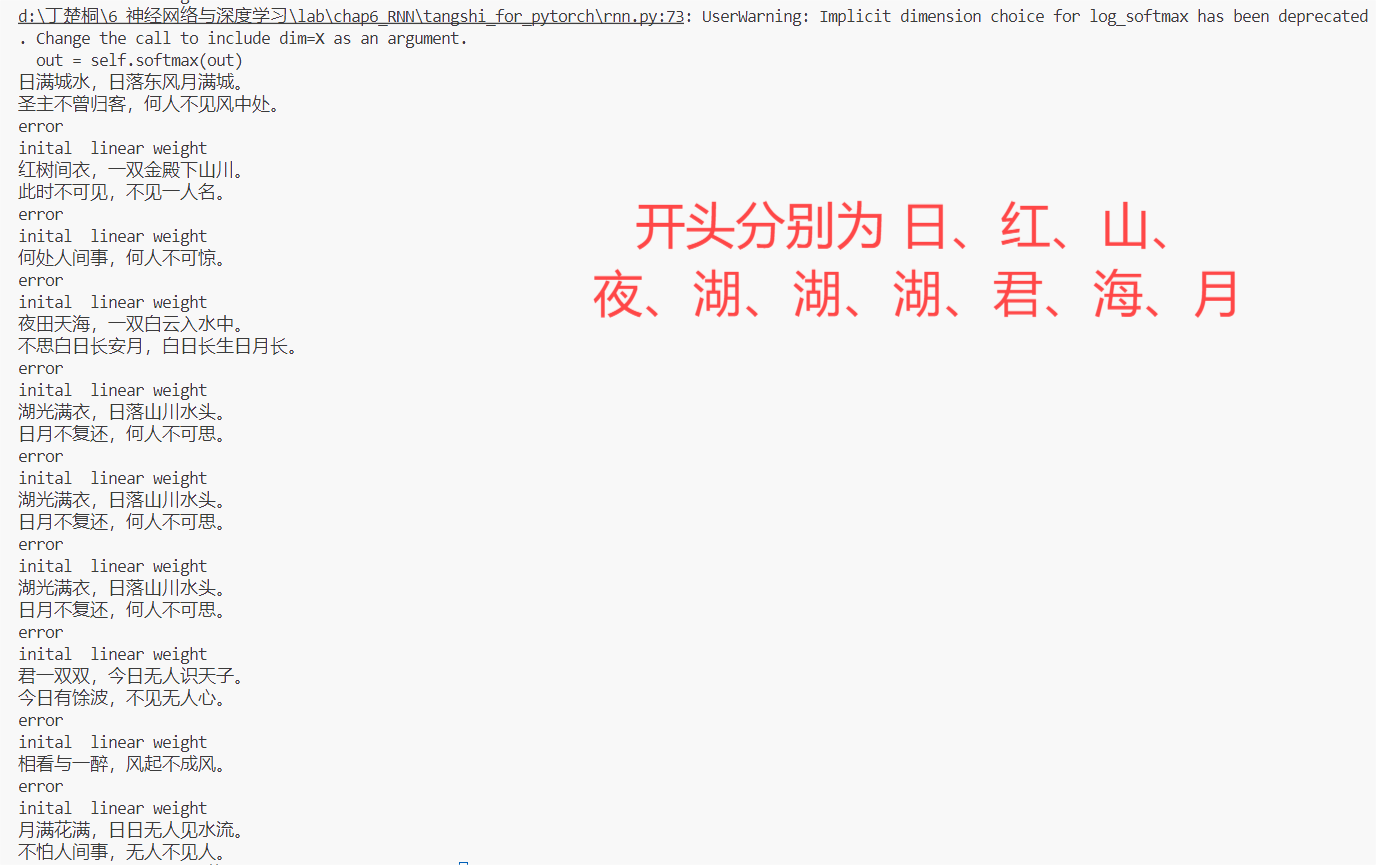 d:\丁楚桐\6 神经网络与深度学习\lab\chap6_RNN\tangshi_for_pytorch\rnn.py:73: UserWarning: Implicit dimension choice for log_softmax has been deprecated
. Change the call to include dim=X as an argument.
out = self.softmax(out)
日满城水，日落东风月满城。
圣主不曾归客，何人不见风中处。
error
inital  linear weight
红树间衣，一双金殿下山川。
此时不可见，不见一人名。
error
inital  linear weight
何处人间事，何人不可惊。
error
inital  linear weight
夜田天海，一双白云入水中。
不思白日长安月，白日长生日月长。
error
inital  linear weight
湖光满衣，日落山川水头。
日月不复还，何人不可思。
error
inital  linear weight
湖光满衣，日落山川水头。
日月不复还，何人不可思。
error
inital  linear weight
湖光满衣，日落山川水头。
日月不复还，何人不可思。
error
inital  linear weight
君一双双，今日无人识天子。
今日有馀波，不见无人心。
error
inital  linear weight
相看与一醉，风起不成风。
error
inital  linear weight
月满花满，日日无人见水流。
不怕人间事，无人不见人。
开头分别为 日、红、山、
夜、湖、湖、湖、君、海、月